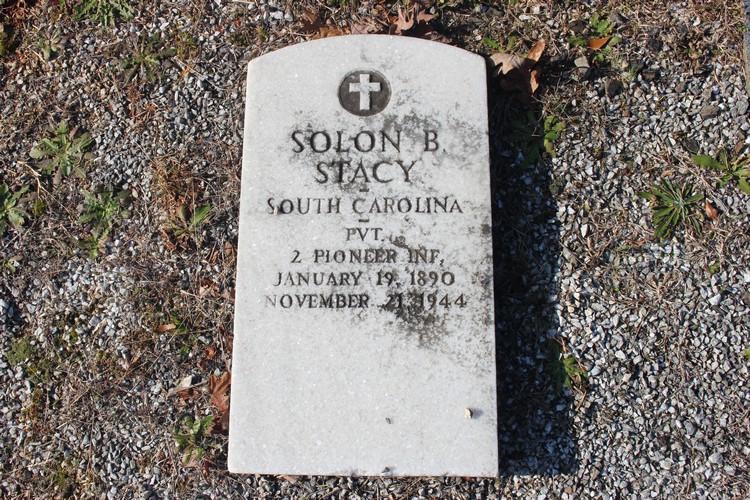 SOLON B.
STACY
SOUTH CAROLINA
PVT.
2 PIONEER INF.
JANUARY 19, 1890
NOVEMBER 21, 1944